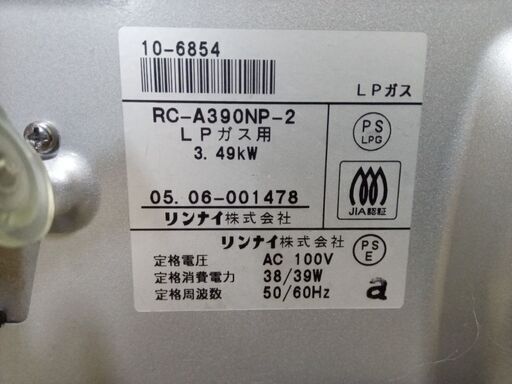 10-6854
LPガス
RC-A390NP-2
LPガス用
3.49kW
PS
LPG
05.06-001478
リンナイ株式会社
JIA認証
リンナイ株式会社
定格電圧 AC 100V
定格消費電力 38/39W
定格周波数 50/60Hz
PS
E
a